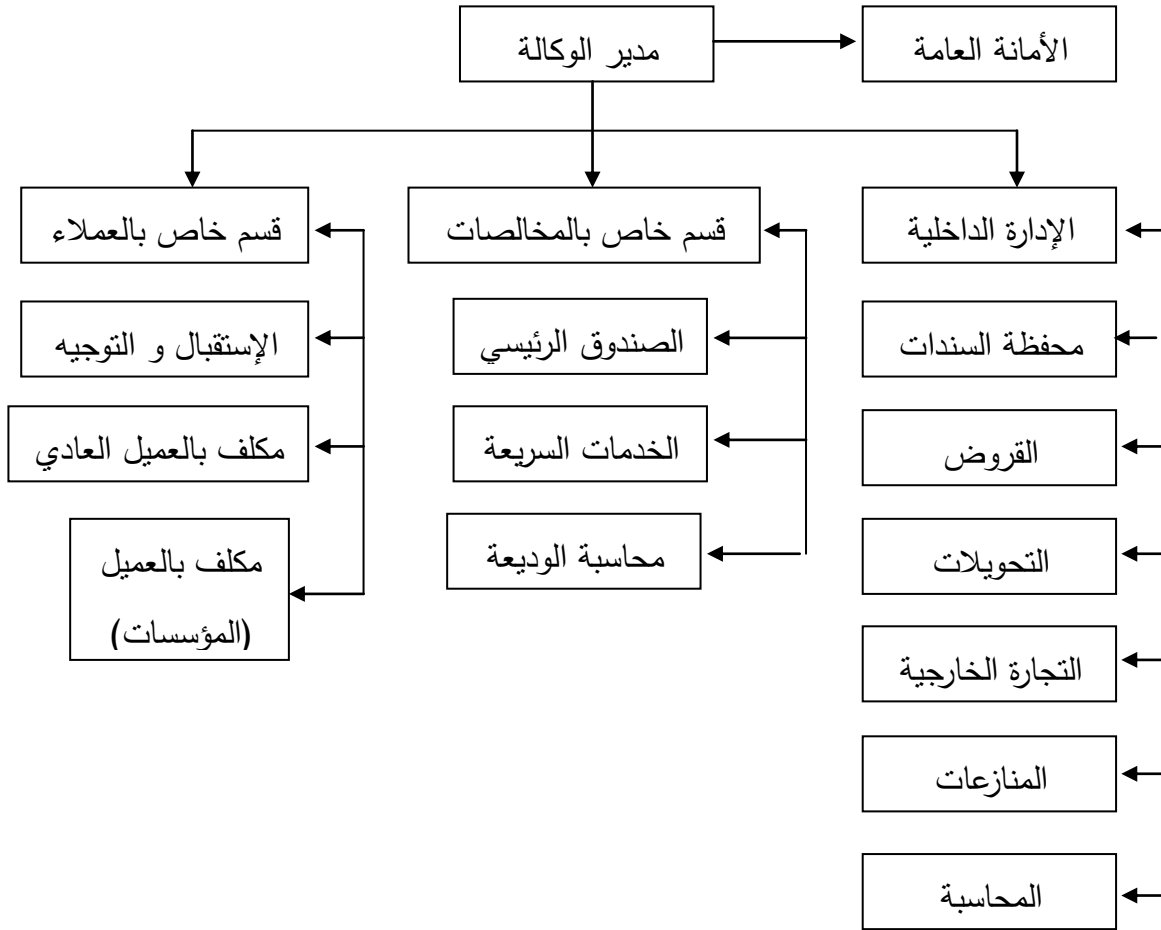 الأمانة العامة
مدير الوكالة
الإدارة الداخلية
قسم خاص بالمخالصات
قسم خاص بالعملاء
محفظة السندات
الصندوق الرئيسي
الإستقبال و التوجيه
القروض
الخدمات السريعة
مكلف بالعميل العادي
التحويلات
محاسبة الوديعة
مكلف بالعميل
(المؤسسات)
التجارة الخارجية
المنازعات
المحاسبة